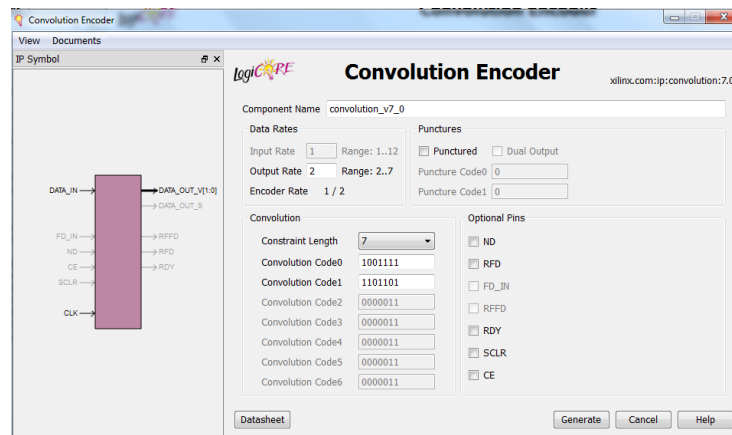 Convolution Encoder
View Documents
IP Symbol
LogiCORE
Convolution Encoder
xilinx.com:ip:convolution:7.0
Component Name convolution_v7_0
Data Rates
Input Rate 1 Range: 1..12
Output Rate 2 Range: 2..7
Encoder Rate 1 / 2
Punctures
Punctured Dual Output
Puncture Code0 0
Puncture Code1 0
DATA_IN
FD_IN
ND
CE
SCLR
CLK
DATA_OUT_V[1:0]
DATA_OUT_S
RFFD
RFD
RDY
Convolution
Constraint Length 7
Convolution Code0 1001111
Convolution Code1 1101101
Convolution Code2 0000011
Convolution Code3 0000011
Convolution Code4 0000011
Convolution Code5 0000011
Convolution Code6 0000011
Optional Pins
ND
RFD
FD_IN
RFFD
RDY
SCLR
CE
Datasheet
Generate Cancel Help